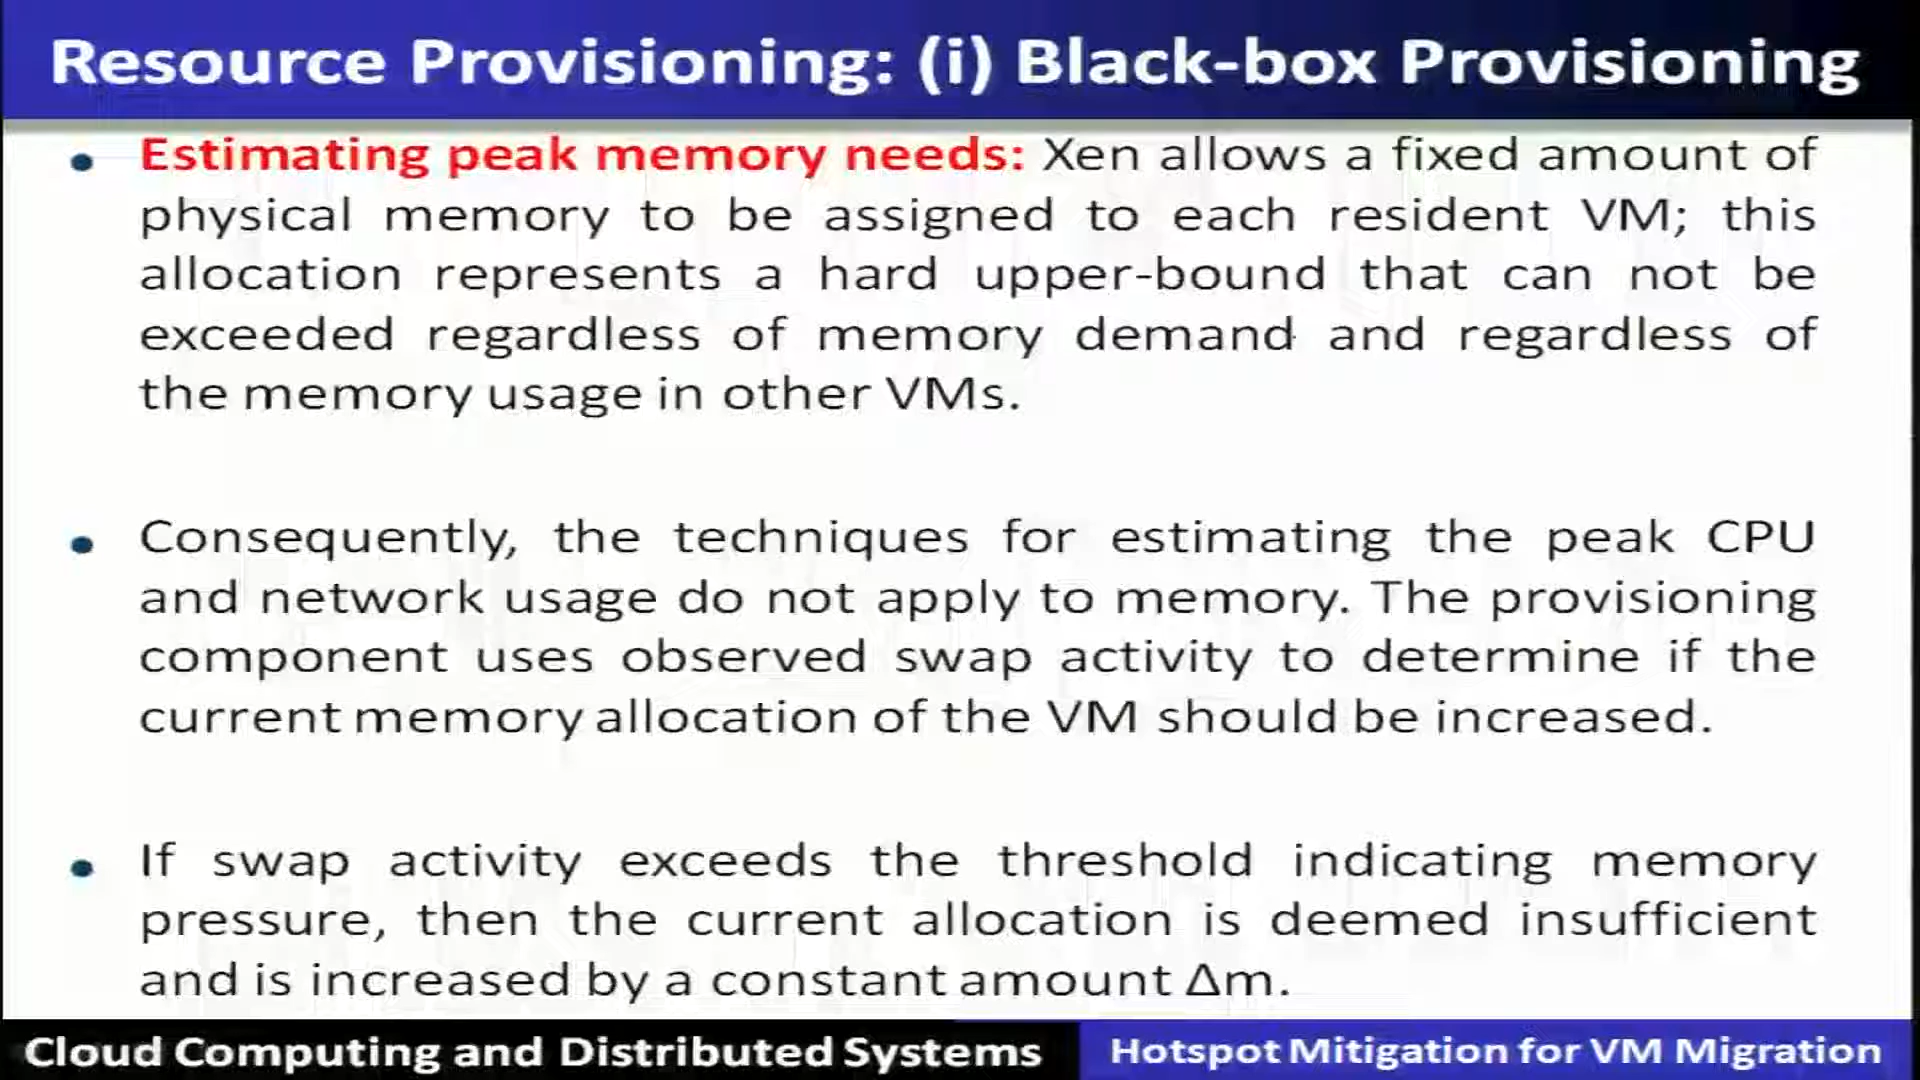 Resource Provisioning: (i) Black-box Provisioning
• Estimating peak memory needs: Xen allows a fixed amount of
physical memory to be assigned to each resident VM; this
allocation represents a hard upper-bound that can not be
exceeded regardless of memory demand and regardless of
the memory usage in other VMs.
• Consequently, the techniques for estimating the peak CPU
and network usage do not apply to memory. The provisioning
component uses observed swap activity to determine if the
current memory allocation of the VM should be increased.
• If swap activity exceeds the threshold indicating memory
pressure, then the current allocation is deemed insufficient
and is increased by a constant amount Δm.
Cloud Computing and Distributed Systems
Hotspot Mitigation for VM Migration